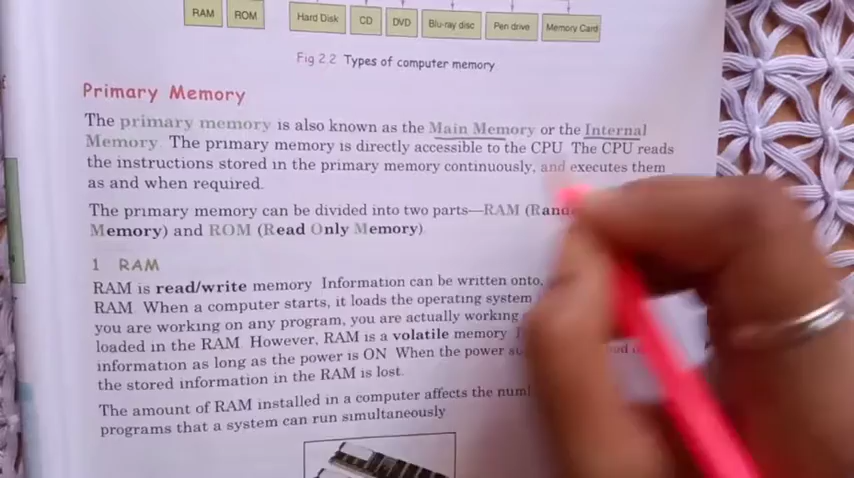 RAM ROM Hard Disk CD DVD Blu-ray disc Pen drive Memory Card
Fig 2 2 Types of computer memory
Primary Memory
The primary memory is also known as the Main Memory or the Internal
Memory. The primary memory is directly accessible to the CPU The CPU reads
the instructions stored in the primary memory continuously, and executes them
as and when required.
The primary memory can be divided into two parts—RAM
Memory) and ROM (Read Only Memory)
1 RAM
RAM is read/write memory Information can be written onto,
RAM When a computer starts, it loads the operating system
you are working on any program, you are actually working
loaded in the RAM. However, RAM is a volatile memory
information as long as the power is ON When the power
the stored information in the RAM is lost.
The amount of RAM installed in a computer affects the
programs that a system can run simultaneously